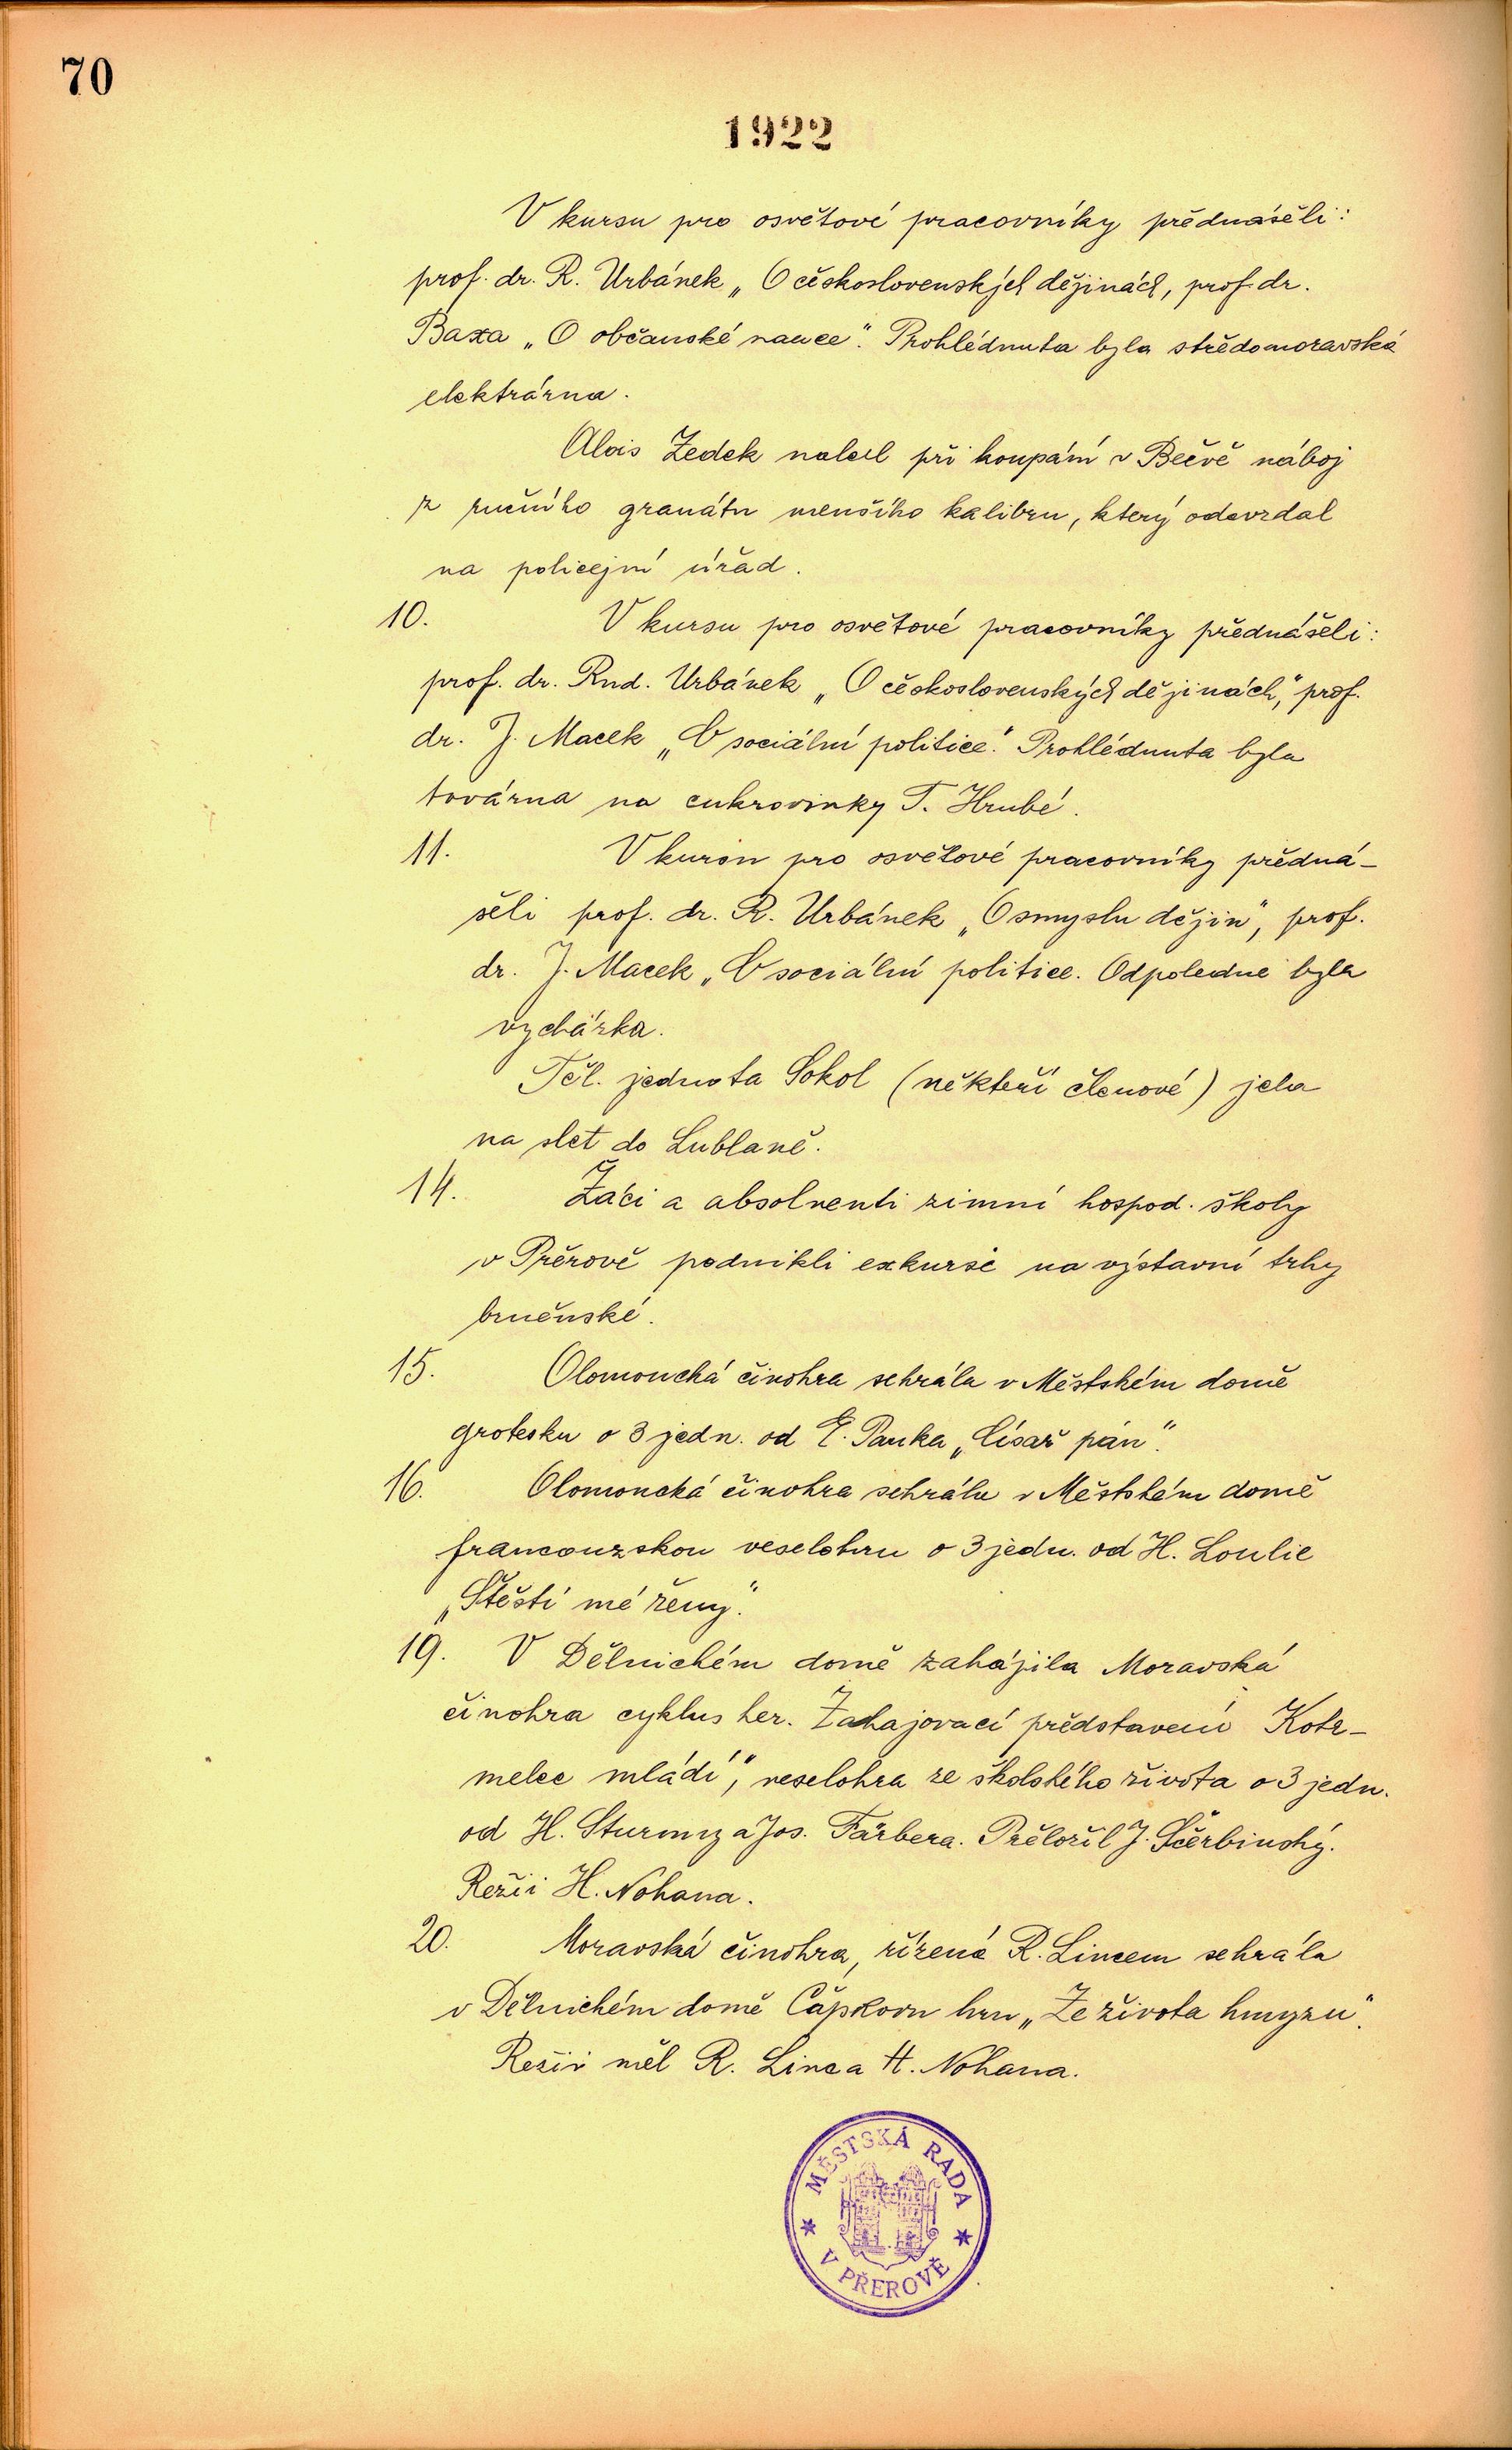 70
1922
V kursu pro osvětové pracovníky přednášeli:
prof. dr. R. Urbánek „O československých dějinách, prof. dr.
Baxa „O občanské nauce“. Prohlédnuta byla středomoravská
elektrárna.
Alois Zedek nalezl při koupání v Bečvě náboj
z ručního granátu menšího kalibru, který odevzdal
na policejní úřad.
10. V kursu pro osvětové pracovníky přednášeli:
prof. dr. Rud. Urbánek „O československých dějinách,“ prof.
dr. J. Macek „O sociální politice.“ Prohlédnuta byla
továrna na cukrovinky T. Hrubé.
11. V kursu pro osvětové pracovníky předná-
šeli prof. dr. R. Urbánek „O smyslu dějin“, prof.
dr. J. Macek „O sociální politice. Odpoledne byla
vycházka.
Těl. jednota Sokol (někteří členové) jela
na slet do Lublaně.
14. Žáci a absolventi zimní hospod. školy
v Přerově podnikli exkursi na výstavní trhy
brněnské.
15. Olomoucká činohra sehrála v Městském domě
grotesku o 3 jedn. od E. Pauka „Císař pán“.
16. Olomoucká činohra sehrála v Městském domě
francouzskou veselohru o 3 jedn. od H. Loulie
„Štěstí mé ženy“.
19. V Dělnickém domě zahájila Moravská
činohra cyklus her. Zahajovací představení Kotr-
melce mládí“, veselohra ze školského života o 3 jedn.
od H. Sturmyz a Jos. Färbera. Přeložil J. Ščerbinský.
Režii H. Nohana.
20. Moravská činohra, řízená R. Lincem sehrála
v Dělnickém domě Čapkovu hru „Ze života hmyzu“.
Režii měl R. Linc a H. Nohana.
MĚSTSKÁ RADA
V PŘEROVĚ